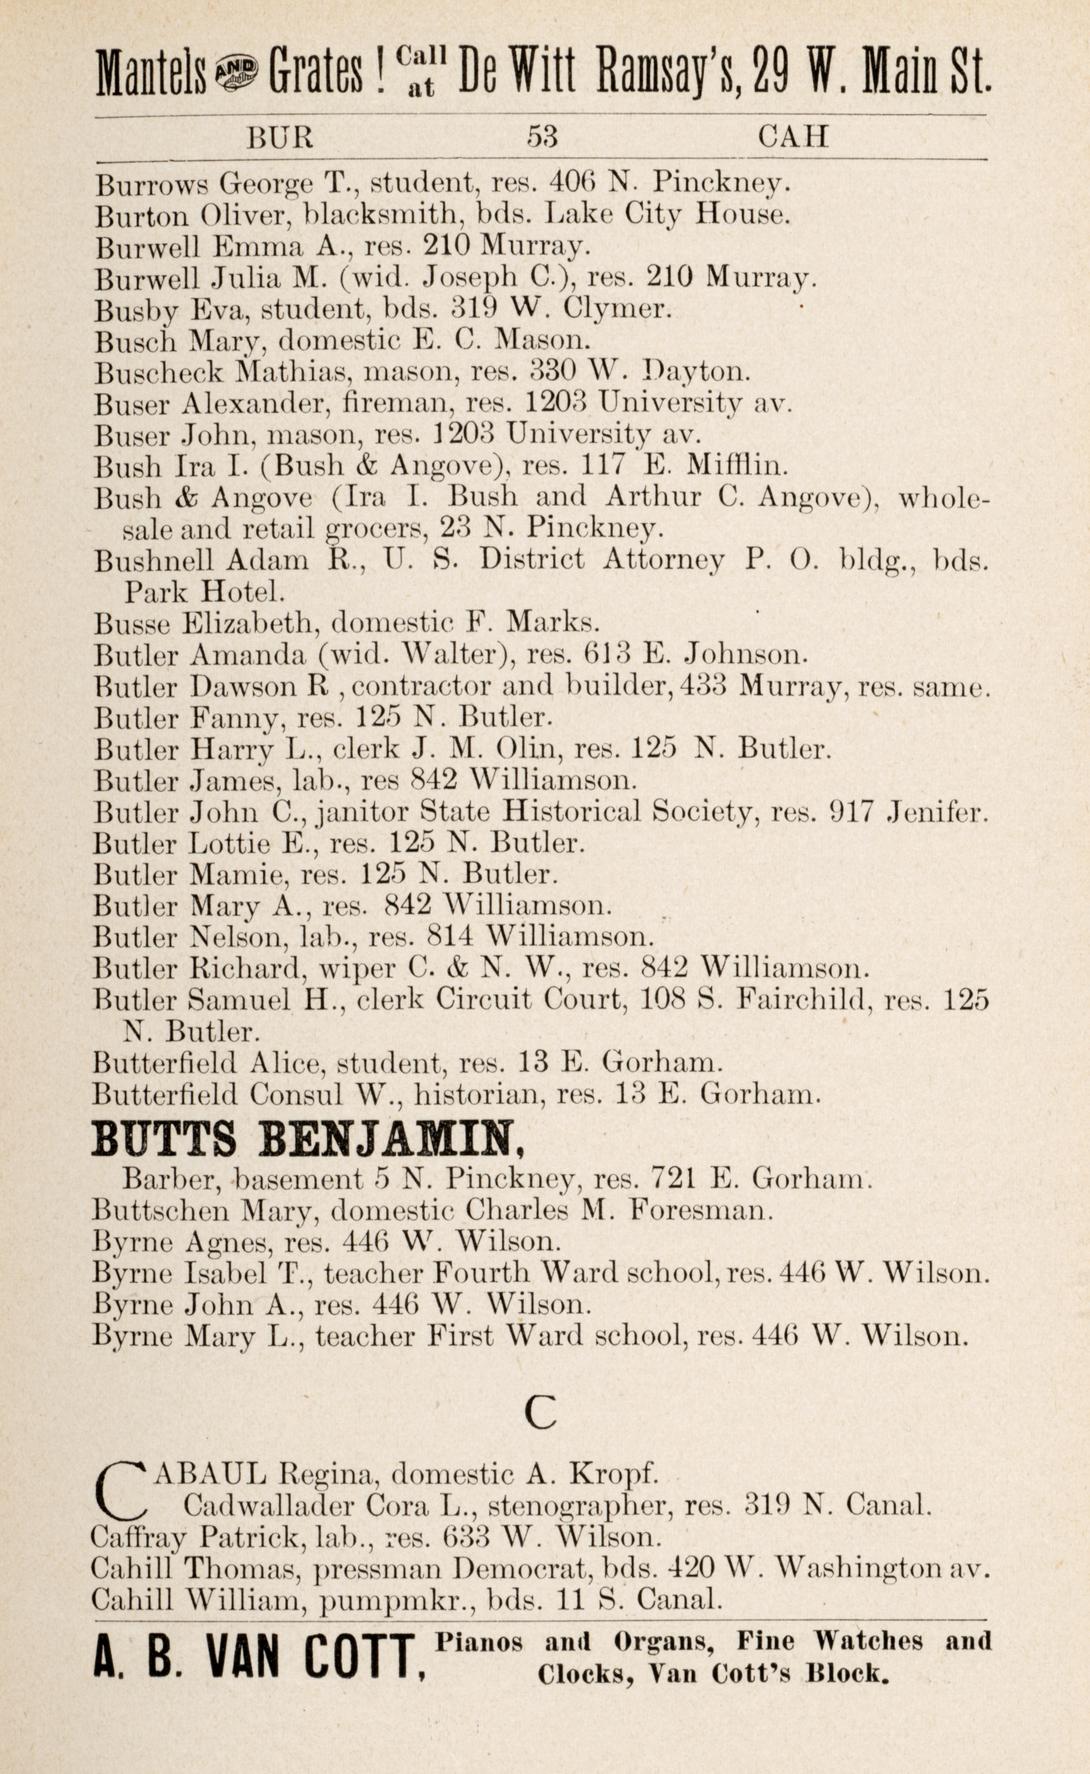 Mantels AND Grates! Call at De Witt Ramsay's, 29 W. Main St.
BUR 53 CAH
Burrows George T., student, res. 406 N. Pinckney.
Burton Oliver, blacksmith, bds. Lake City House.
Burwell Emma A., res. 210 Murray.
Burwell Julia M. (wid. Joseph C.), res. 210 Murray.
Busby Eva, student, bds. 319 W. Clymer.
Busch Mary, domestic E. C. Mason.
Buscheck Mathias, mason, res. 330 W. Dayton.
Buser Alexander, fireman, res. 1203 University av.
Buser John, mason, res. 1203 University av.
Bush Ira I. (Bush & Angove), res. 117 E. Mifflin.
Bush & Angove (Ira I. Bush and Arthur C. Angove), whole-
sale and retail grocers, 23 N. Pinckney.
Bushnell Adam R., U. S. District Attorney P. O. bldg., bds.
Park Hotel.
Busse Elizabeth, domestic F. Marks.
Butler Amanda (wid. Walter), res. 613 E. Johnson.
Butler Dawson R , contractor and builder, 433 Murray, res. same.
Butler Fanny, res. 125 N. Butler.
Butler Harry L., clerk J. M. Olin, res. 125 N. Butler.
Butler James, lab., res 842 Williamson.
Butler John C., janitor State Historical Society, res. 917 Jenifer.
Butler Lottie E., res. 125 N. Butler.
Butler Mamie, res. 125 N. Butler.
Butler Mary A., res. 842 Williamson.
Butler Nelson, lab., res. 814 Williamson.
Butler Richard, wiper C. & N. W., res. 842 Williamson.
Butler Samuel H., clerk Circuit Court, 108 S. Fairchild, res. 125
N. Butler.
Butterfield Alice, student, res. 13 E. Gorham.
Butterfield Consul W., historian, res. 13 E. Gorham.
BUTTS BENJAMIN,
Barber, basement 5 N. Pinckney, res. 721 E. Gorham.
Buttschen Mary, domestic Charles M. Foresman.
Byrne Agnes, res. 446 W. Wilson.
Byrne Isabel T., teacher Fourth Ward school, res. 446 W. Wilson.
Byrne John A., res. 446 W. Wilson.
Byrne Mary L., teacher First Ward school, res. 446 W. Wilson.
C
CABAUL Regina, domestic A. Kropf.
Cadwallader Cora L., stenographer, res. 319 N. Canal.
Caffray Patrick, lab., res. 633 W. Wilson.
Cahill Thomas, pressman Democrat, bds. 420 W. Washington av.
Cahill William, pumpmkr., bds. 11 S. Canal.
A. B. VAN COTT, Pianos and Organs, Fine Watches and
Clocks, Van Cott's Block.